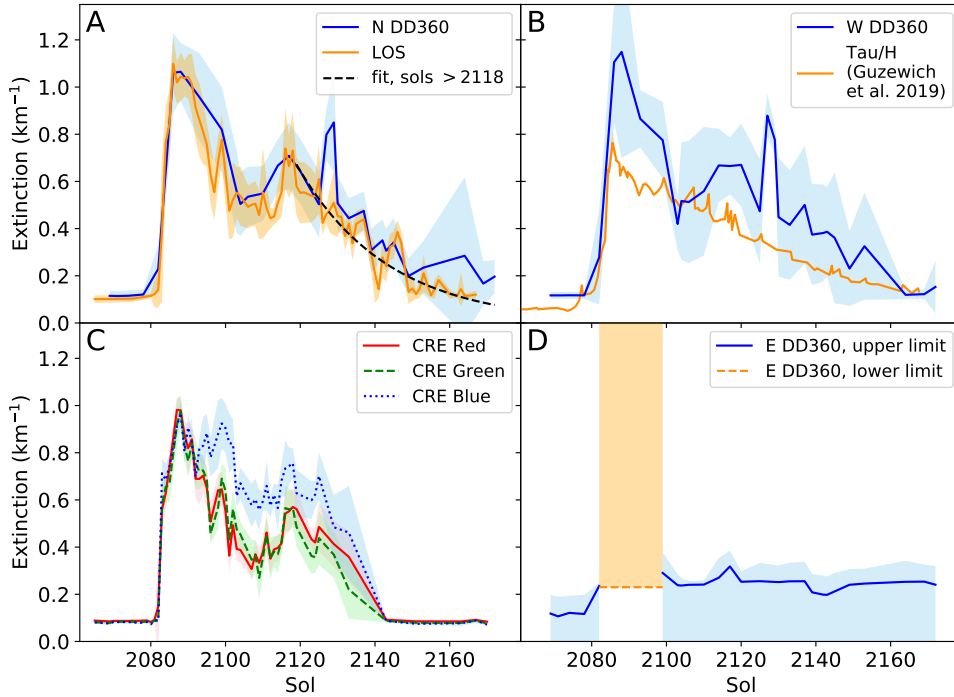 A
N DD360
LOS
fit, sols > 2118
Extinction (km⁻¹)
1.2
1.0
0.8
0.6
0.4
0.2
0.0
B
W DD360
Tau/H
(Guzewich
et al. 2019)
C
CRE Red
CRE Green
CRE Blue
Extinction (km⁻¹)
1.2
1.0
0.8
0.6
0.4
0.2
0.0
2080 2100 2120 2140 2160
Sol
D
E DD360, upper limit
E DD360, lower limit
2080 2100 2120 2140 2160
Sol